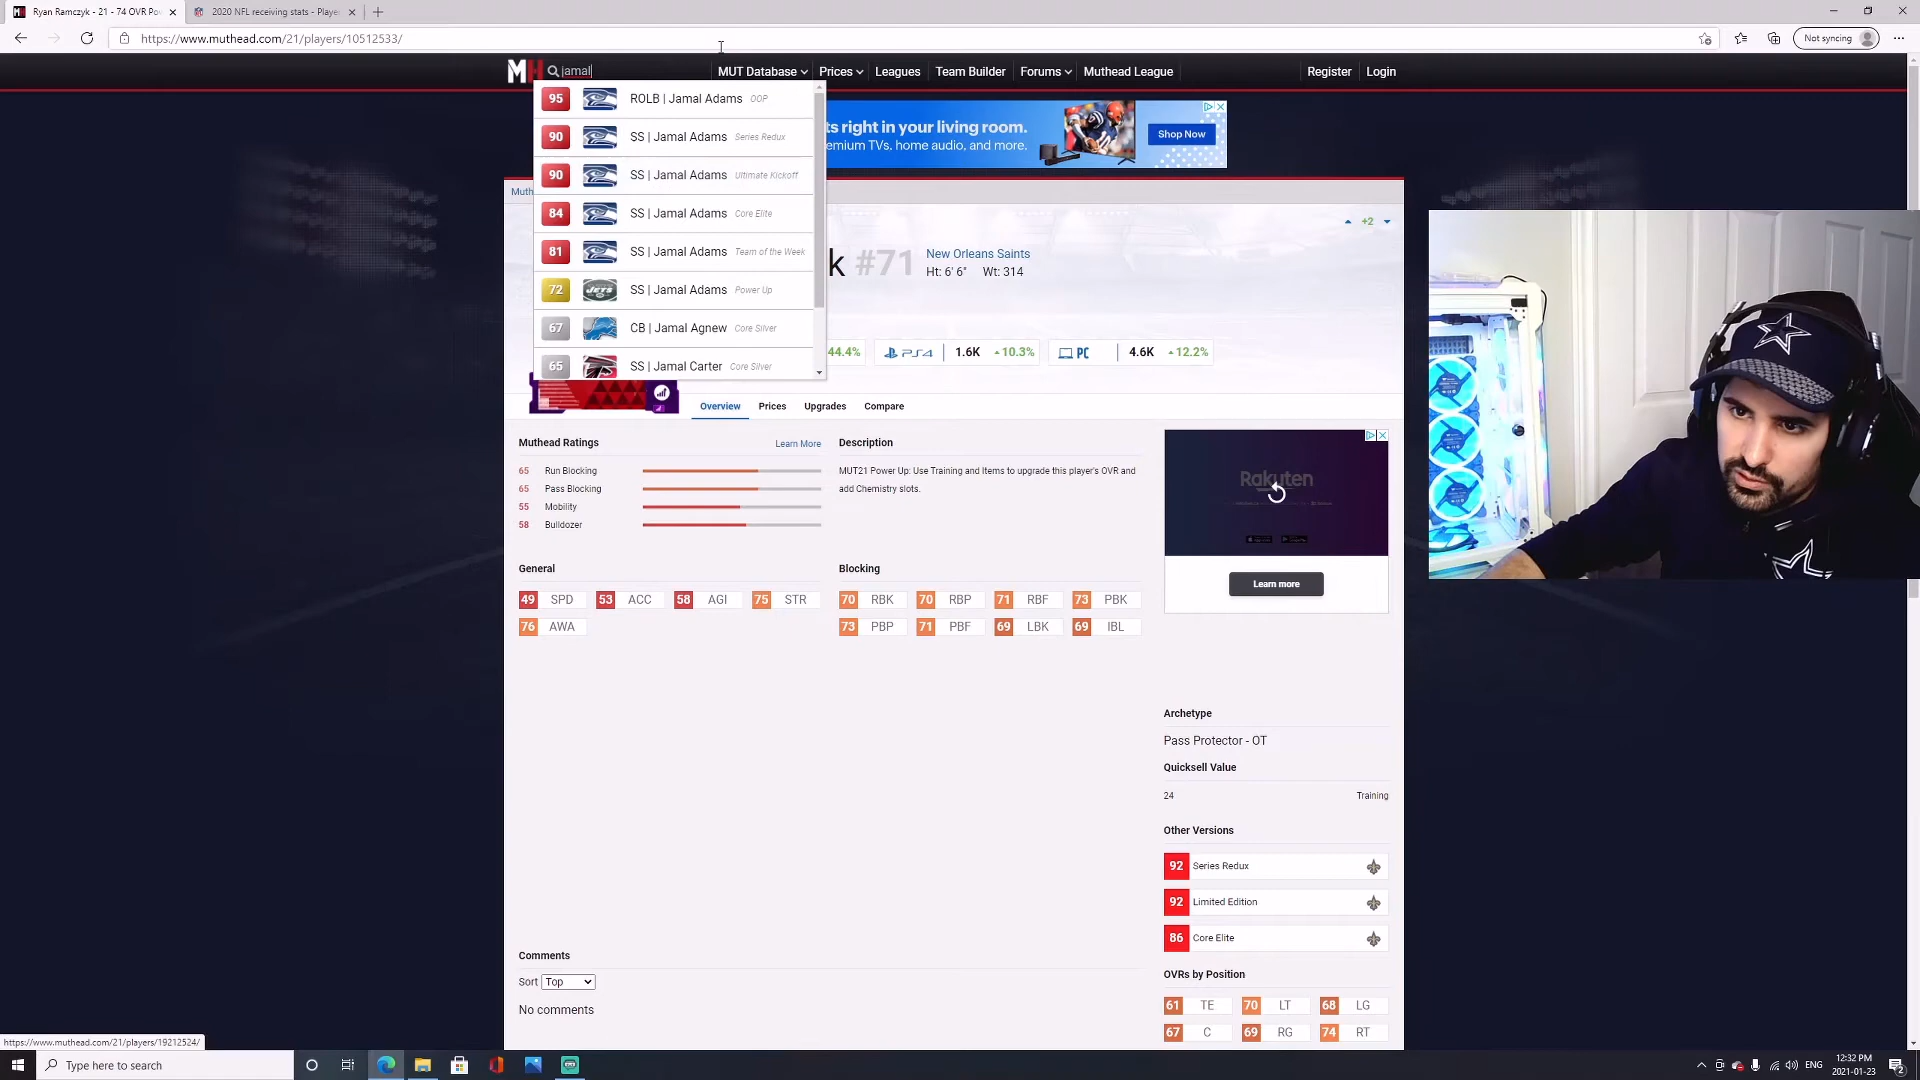 Ryan Ramczyk - 21 - 74 OVR Po
2020 NFL receiving stats - Playe
https://www.muthead.com/21/players/10512533/
Not syncing
MH
jamal
MUT Database
Prices
Leagues
Team Builder
Forums
Muthead League
Register
Login
95 ROLB | Jamal Adams OOP
90 SS | Jamal Adams Series Redux
90 SS | Jamal Adams Ultimate Kickoff
84 SS | Jamal Adams Core Elite
81 SS | Jamal Adams Team of the Week
72 SS | Jamal Adams Power Up
67 CB | Jamal Agnew Core Silver
65 SS | Jamal Carter Core Silver
ts right in your living room.
emium TVs, home audio, and more.
Shop Now
Muth
+2
k #71
New Orleans Saints
Ht: 6' 6" Wt: 314
44.4%
PS4 1.6K 10.3%
PC 4.6K 12.2%
Overview
Prices
Upgrades
Compare
Muthead Ratings
Learn More
65 Run Blocking
65 Pass Blocking
55 Mobility
58 Bulldozer
Description
MUT21 Power Up: Use Training and Items to upgrade this player's OVR and
add Chemistry slots.
Rakuten
Learn more
General
49 SPD 53 ACC 58 AGI 75 STR
76 AWA
Blocking
70 RBK 70 RBP 71 RBF 73 PBK
73 PBP 71 PBF 69 LBK 69 IBL
Archetype
Pass Protector - OT
Quicksell Value
24 Training
Other Versions
92 Series Redux
92 Limited Edition
86 Core Elite
OVRs by Position
61 TE 70 LT 68 LG
67 C 69 RG 74 RT
Comments
Sort Top
No comments
https://www.muthead.com/21/players/19212524/
Type here to search
ENG
12:32 PM
2021-01-23
2